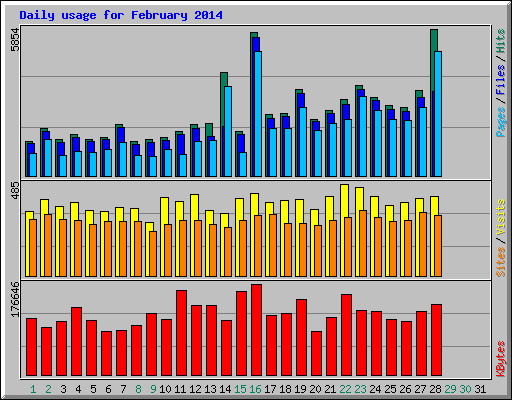 Daily usage for February 2014
5854
Pages / Files / Hits
485
Sites / Visits
176646
KBytes
1 2 3 4 5 6 7 8 9 10 11 12 13 14 15 16 17 18 19 20 21 22 23 24 25 26 27 28 29 30 31